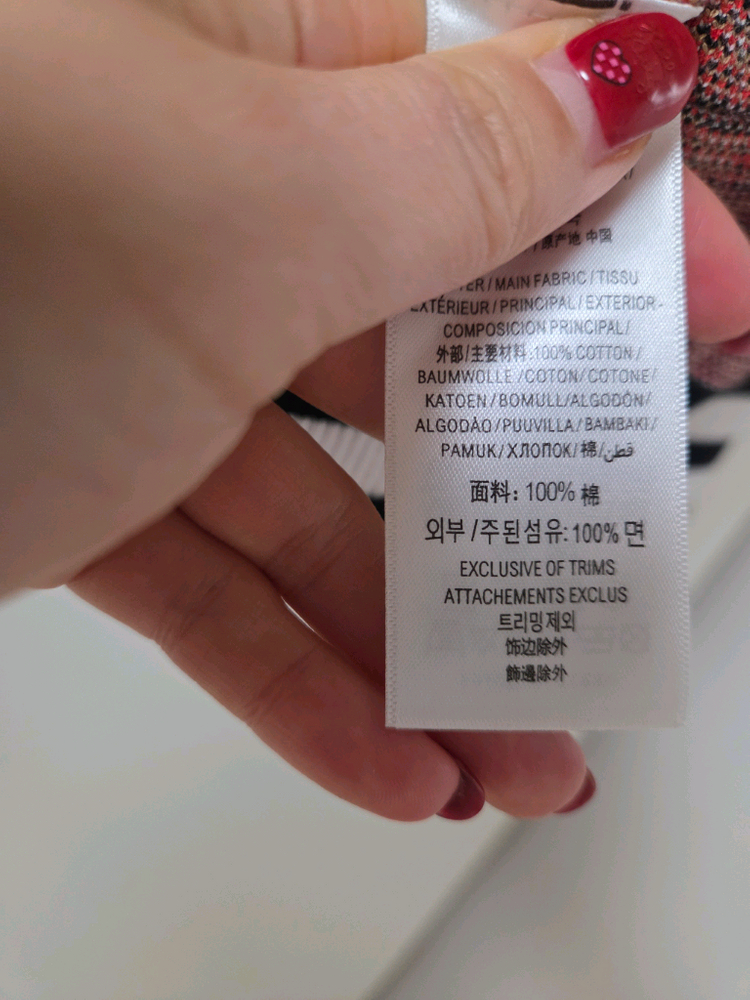 /原产地 中国
/ MAIN FABRIC / TISSU
EXTÉRIEUR / PRINCIPAL / EXTERIOR-
COMPOSICIÓN PRINCIPAL /
外部/主要材料:100% COTTON /
BAUMWOLLE /COTON / COTONE /
KATOEN / BOMULL/ALGODÓN/
ALGODÃO/PUUVILLA/BAMBAKI/
PAMUK/ХЛОПОК/棉/قطن
面料: 100% 棉
외부 /주된섬유:100% 면
EXCLUSIVE OF TRIMS
ATTACHEMENTS EXCLUS
트리밍제외
饰边除外
飾邊除外